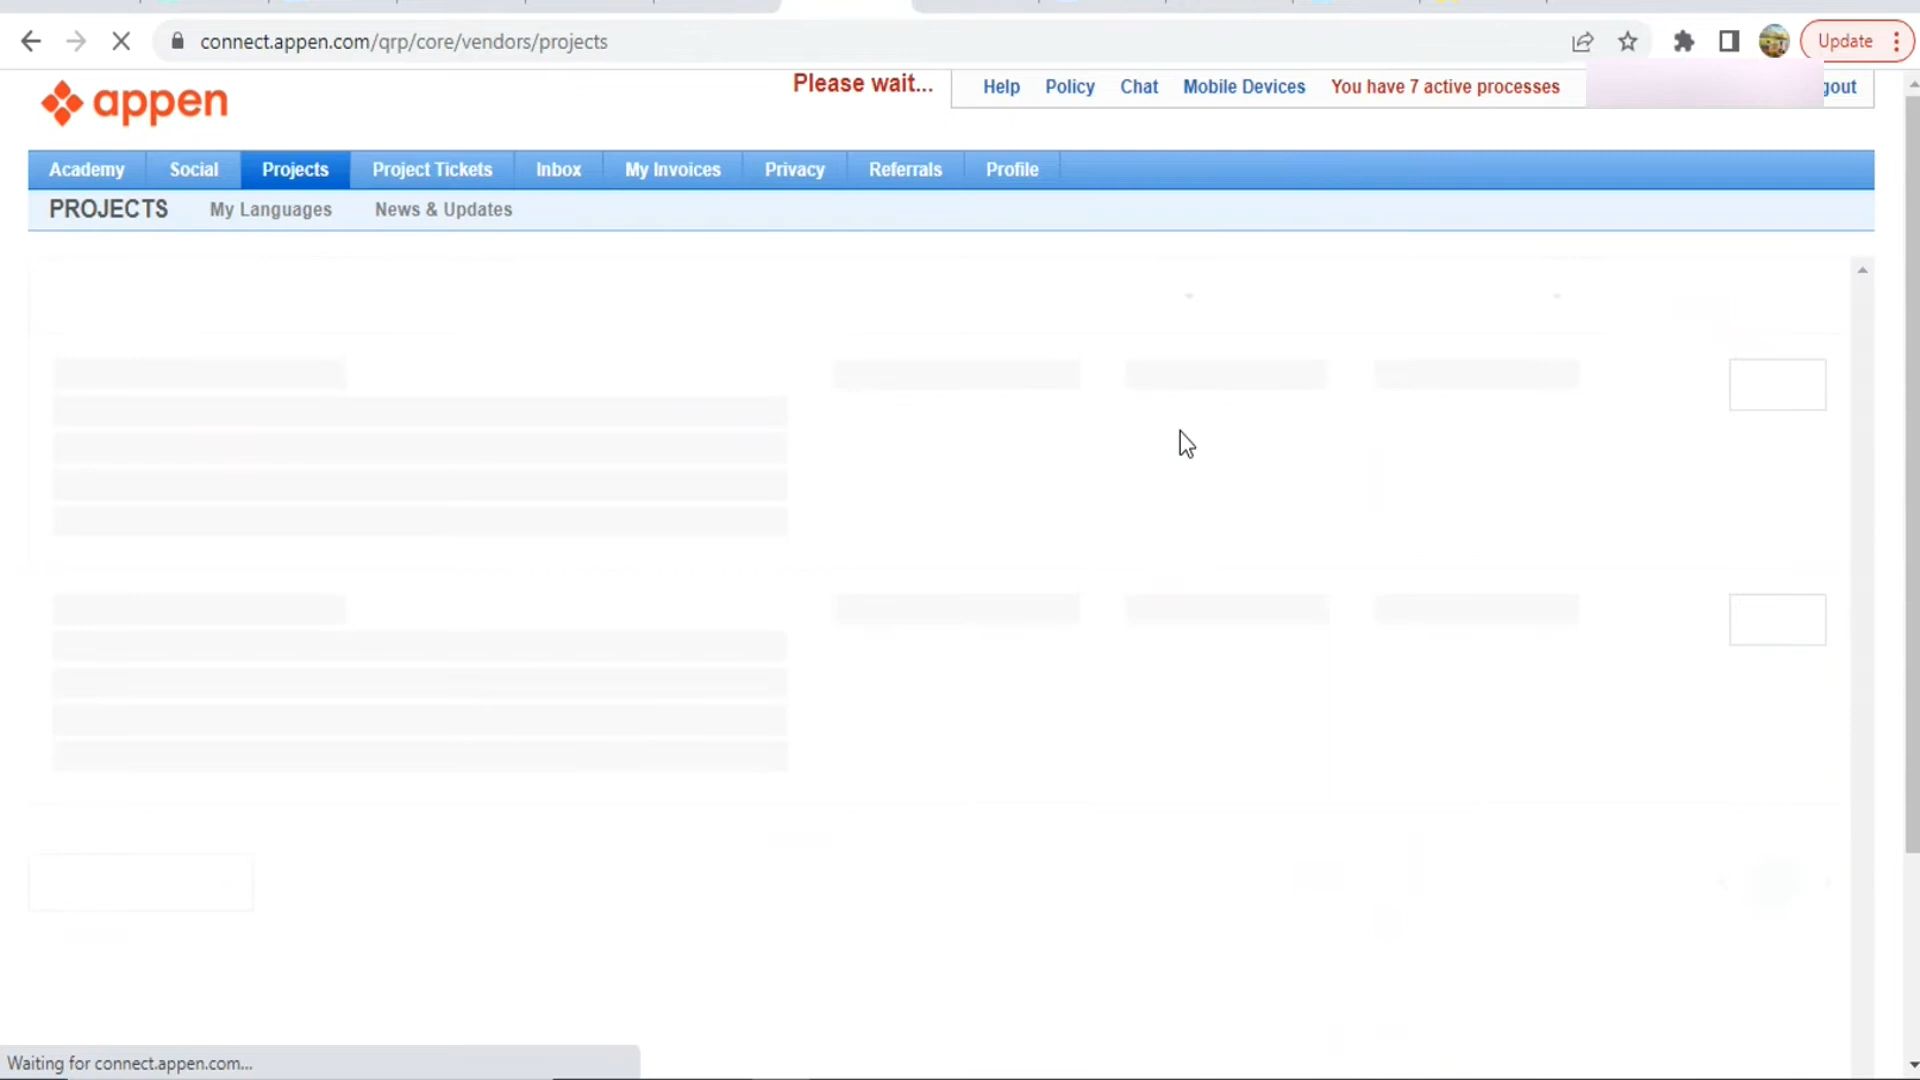 connect.appen.com/qrp/core/vendors/projects
Update
appen
Please wait...
Help Policy Chat Mobile Devices You have 7 active processes gout
Academy Social Projects Project Tickets Inbox My Invoices Privacy Referrals Profile
PROJECTS My Languages News & Updates
Waiting for connect.appen.com...